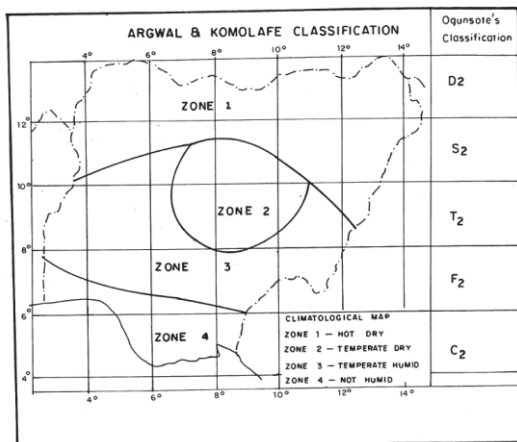 ARGWAL & KOMOLAFE CLASSIFICATION
Ogunsote's
Classification
4° 6° 8° 10° 12° 14°
D2
ZONE 1
12°
S2
10°
ZONE 2
T2
8°
ZONE 3
F2
6°
CLIMATOLOGICAL MAP
ZONE 1 - HOT DRY
ZONE 4
ZONE 2 - TEMPERATE DRY
C2
ZONE 3 - TEMPERATE HUMID
ZONE 4 - NOT HUMID
4°
4° 6° 8° 10° 12° 14°